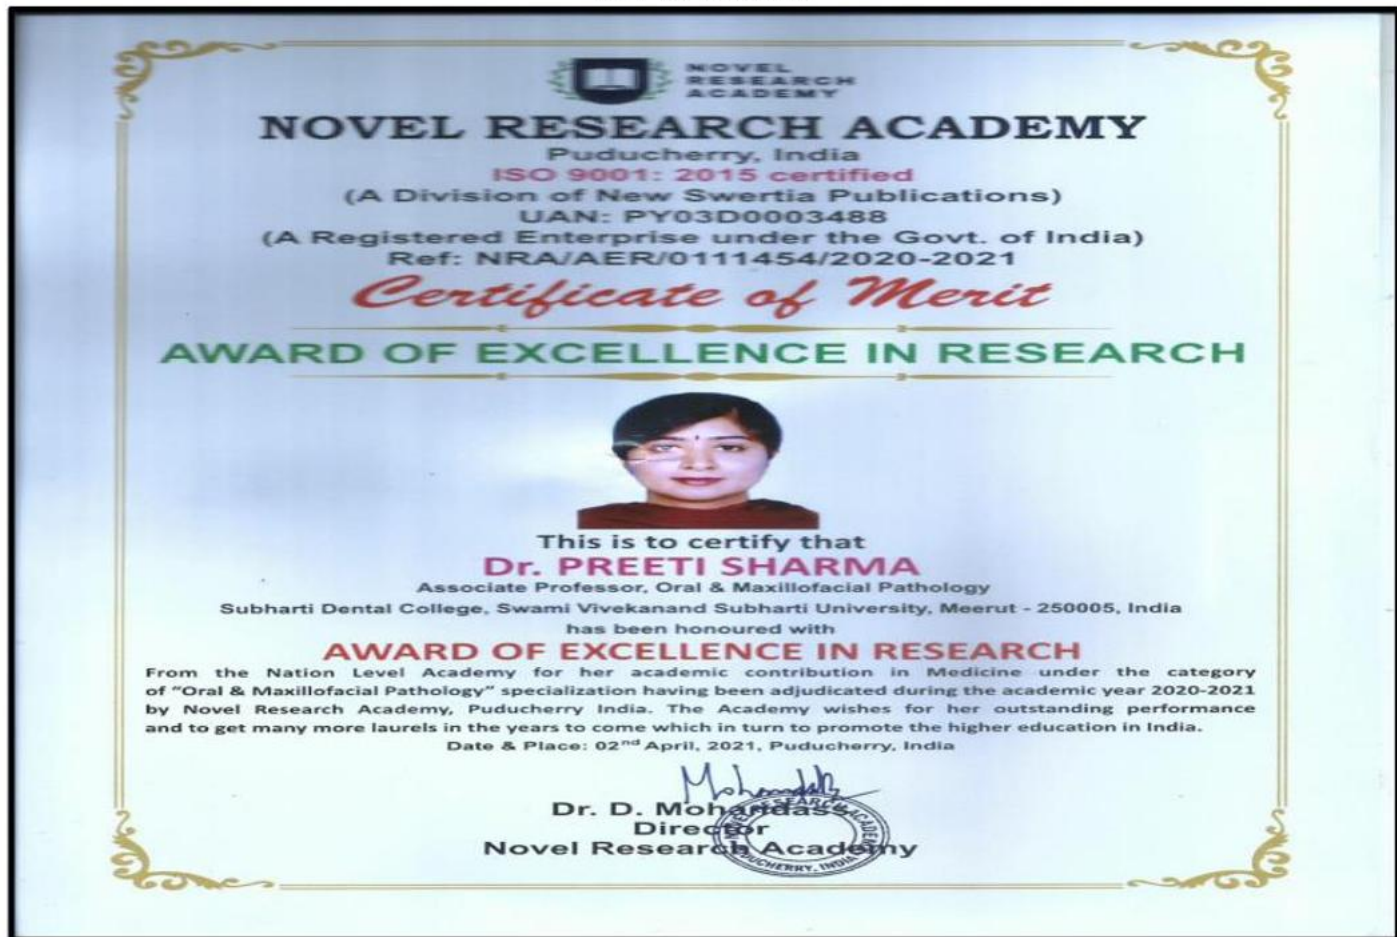 NOVEL
RESEARCH
ACADEMY
NOVEL RESEARCH ACADEMY
Puducherry, India
ISO 9001: 2015 certified
(A Division of New Swertia Publications)
UAN: PY03D0003488
(A Registered Enterprise under the Govt. of India)
Ref: NRA/AER/0111454/2020-2021
Certificate of Merit
AWARD OF EXCELLENCE IN RESEARCH
This is to certify that
Dr. PREETI SHARMA
Associate Professor, Oral & Maxillofacial Pathology
Subharti Dental College, Swami Vivekanand Subharti University, Meerut - 250005, India
has been honoured with
AWARD OF EXCELLENCE IN RESEARCH
From the Nation Level Academy for her academic contribution in Medicine under the category
of "Oral & Maxillofacial Pathology" specialization having been adjudicated during the academic year 2020-2021
by Novel Research Academy, Puducherry India. The Academy wishes for her outstanding performance
and to get many more laurels in the years to come which in turn to promote the higher education in India.
Date & Place: 02nd April, 2021, Puducherry, India
Mohandass
Dr. D. Mohandass
Director
Novel Research Academy
NOVEL RESEARCH ACADEMY
PUDUCHERRY, INDIA